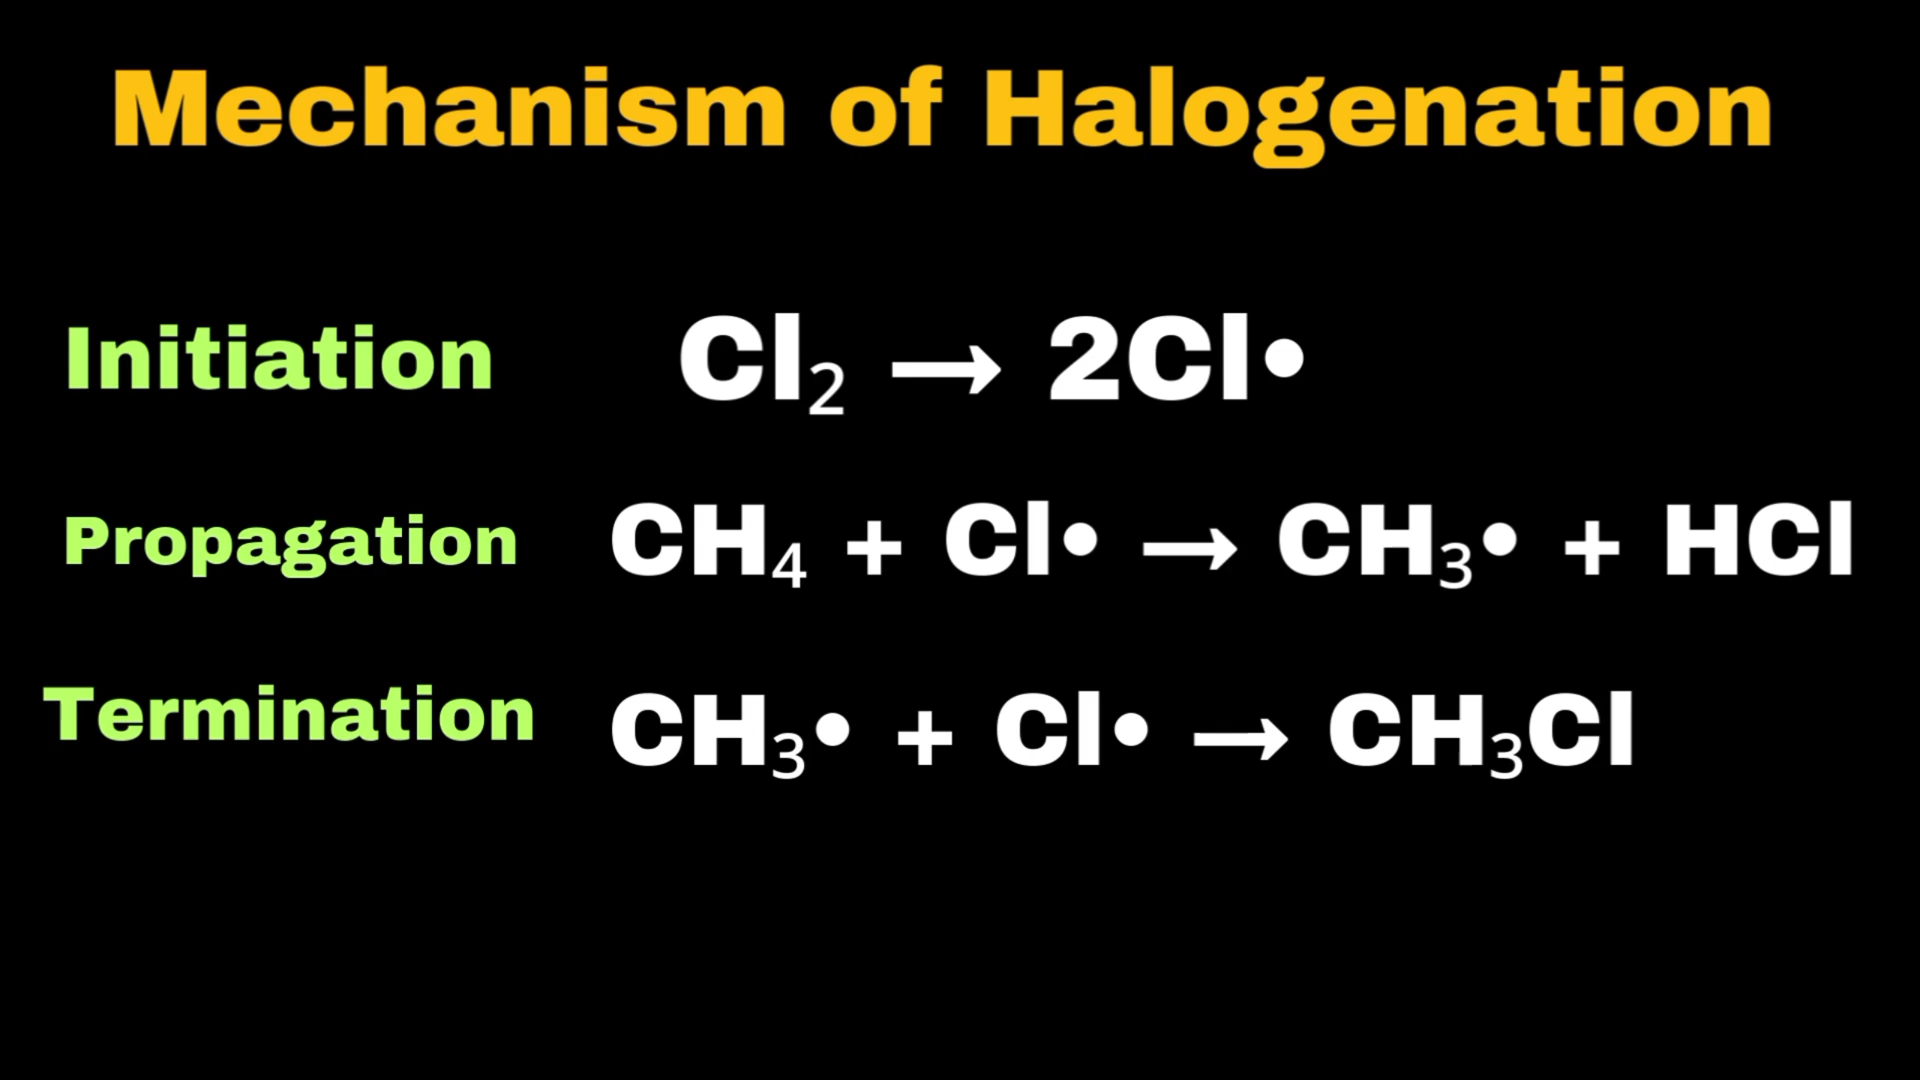 Mechanism of Halogenation
Initiation Cl₂ → 2Cl•
Propagation CH₄ + Cl• → CH₃• + HCl
Termination CH₃• + Cl• → CH₃Cl